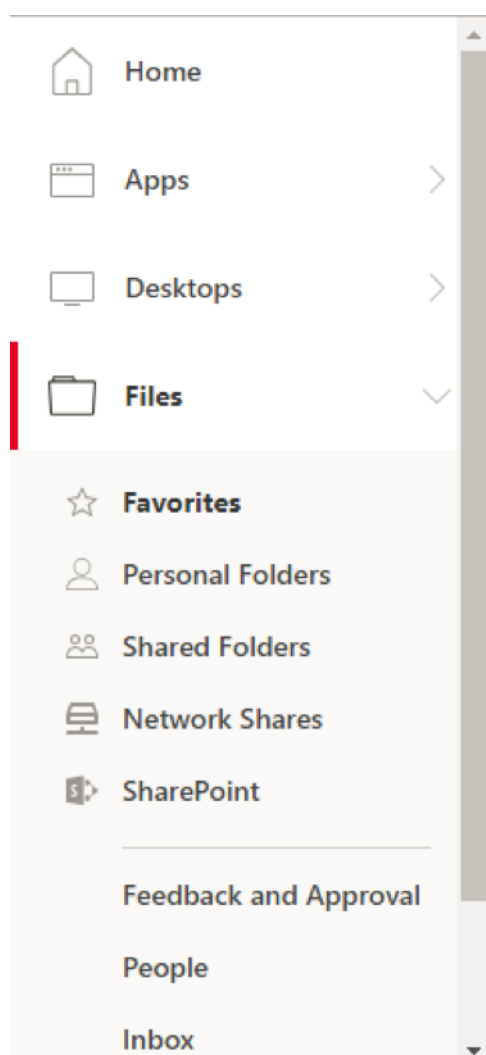 Home
Apps
Desktops
Files
Favorites
Personal Folders
Shared Folders
Network Shares
SharePoint
Feedback and Approval
People
Inbox